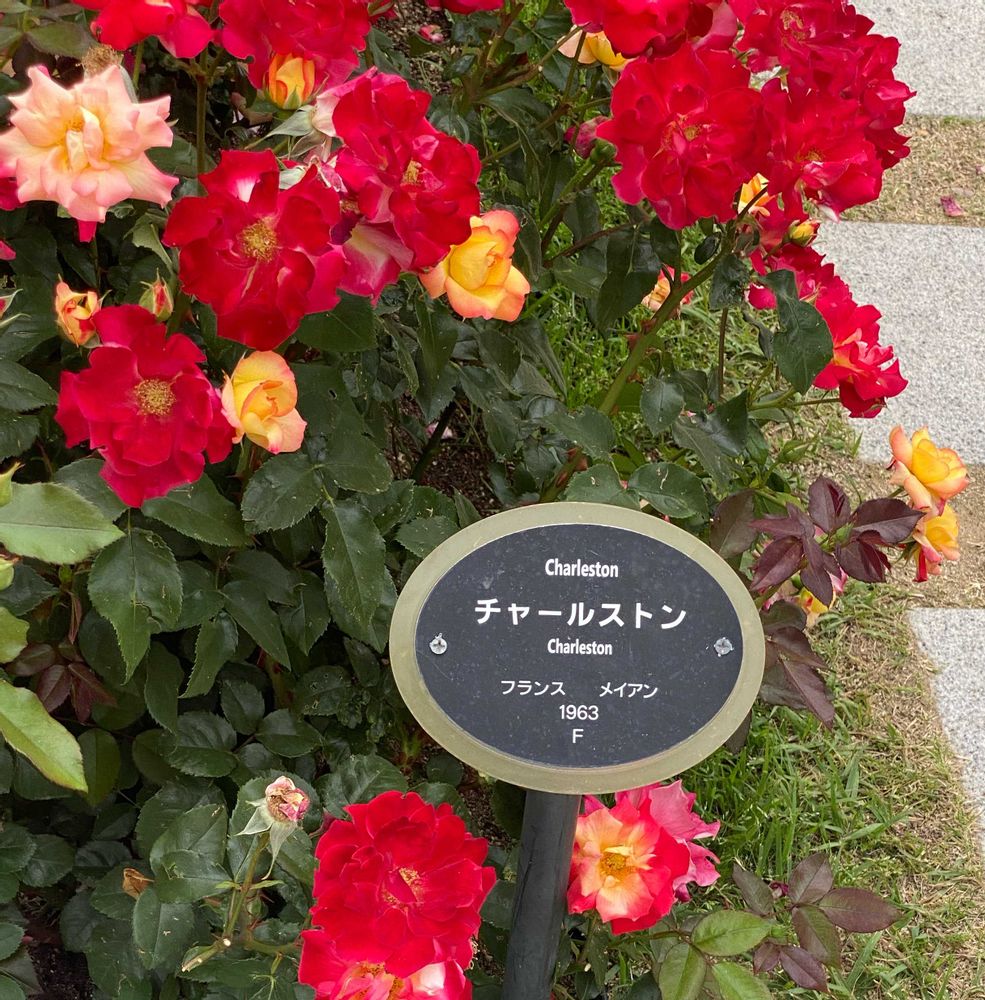 Charleston
チャールストン
Charleston
フランス　メイアン
1963
F